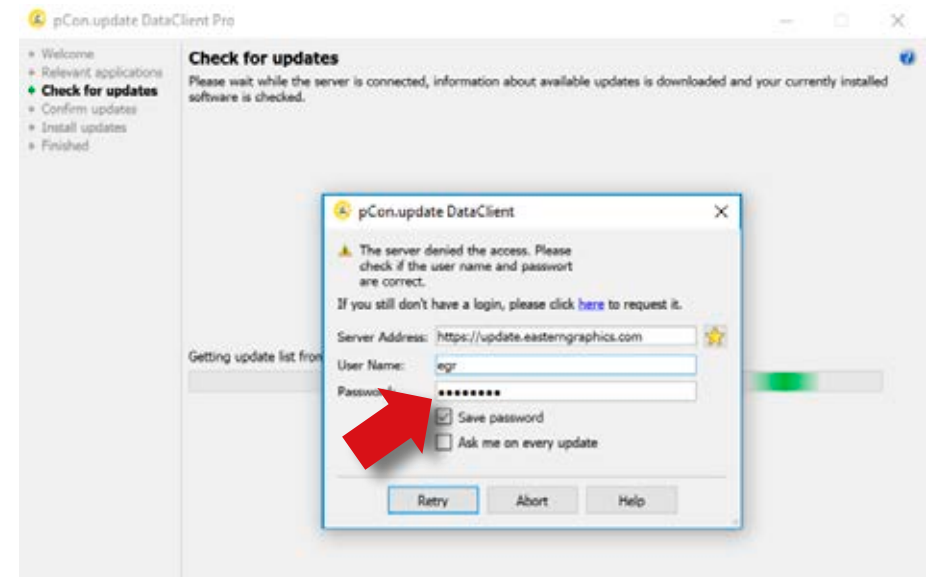 pCon.update DataClient Pro
Welcome
Relevant applications
Check for updates
Confirm updates
Install updates
Finished
Check for updates
Please wait while the server is connected, information about available updates is downloaded and your currently installed
software is checked.
Getting update list from
pCon.update DataClient
The server denied the access. Please
check if the user name and passwort
are correct.
If you still don't have a login, please click here to request it.
Server Address: https://update.easterngraphics.com
User Name: egr
••••••••
Save password
Ask me on every update
Retry Abort Help